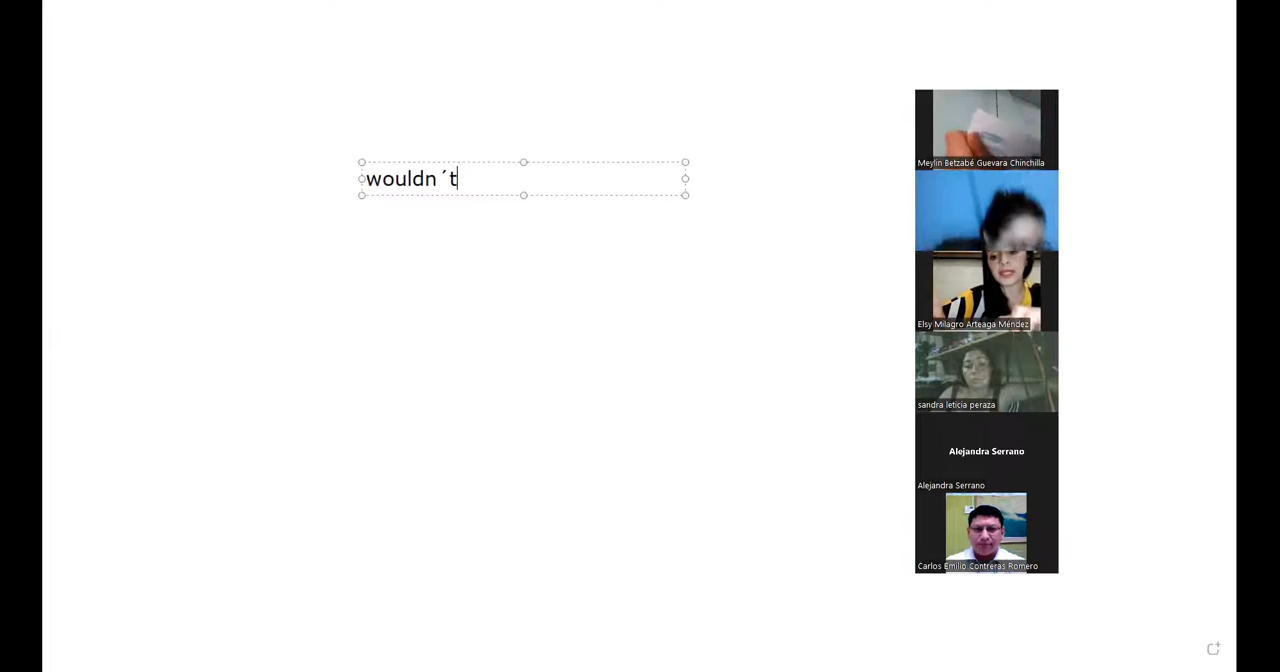 wouldn´t
Meylin Betzabé Guevara Chinchilla
Elsy Milagro Arteaga Méndez
sandra leticia peraza
Alejandra Serrano
Alejandra Serrano
Carlos Emilio Contreras Romero